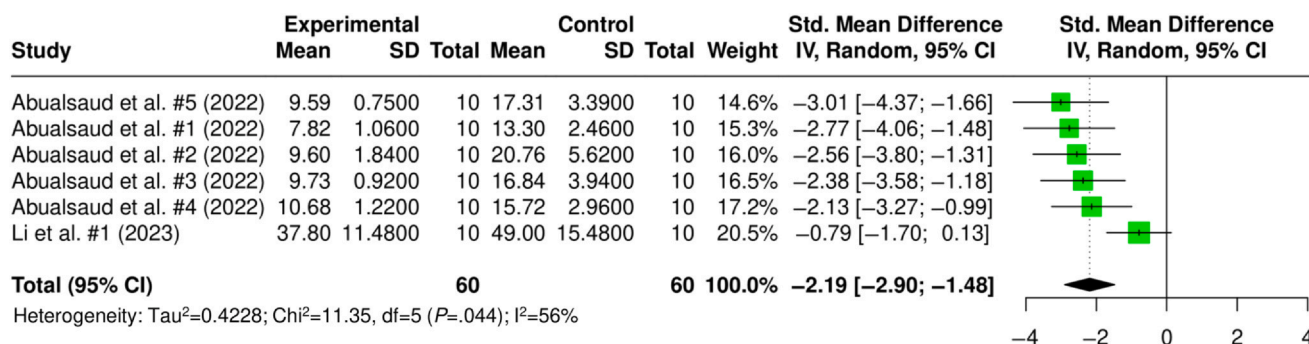 Experimental Control Std. Mean Difference Std. Mean Difference
Study Mean SD Total Mean SD Total Weight IV, Random, 95% CI IV, Random, 95% CI
Abualsaud et al. #5 (2022) 9.59 0.7500 10 17.31 3.3900 10 14.6% −3.01 [−4.37; −1.66]
Abualsaud et al. #1 (2022) 7.82 1.0600 10 13.30 2.4600 10 15.3% −2.77 [−4.06; −1.48]
Abualsaud et al. #2 (2022) 9.60 1.8400 10 20.76 5.6200 10 16.0% −2.56 [−3.80; −1.31]
Abualsaud et al. #3 (2022) 9.73 0.9200 10 16.84 3.9400 10 16.5% −2.38 [−3.58; −1.18]
Abualsaud et al. #4 (2022) 10.68 1.2200 10 15.72 2.9600 10 17.2% −2.13 [−3.27; −0.99]
Li et al. #1 (2023) 37.80 11.4800 10 49.00 15.4800 10 20.5% −0.79 [−1.70; 0.13]
Total (95% CI) 60 60 100.0% −2.19 [−2.90; −1.48]
Heterogeneity: Tau²=0.4228; Chi²=11.35, df=5 (P=.044); I²=56%
−4 −2 0 2 4